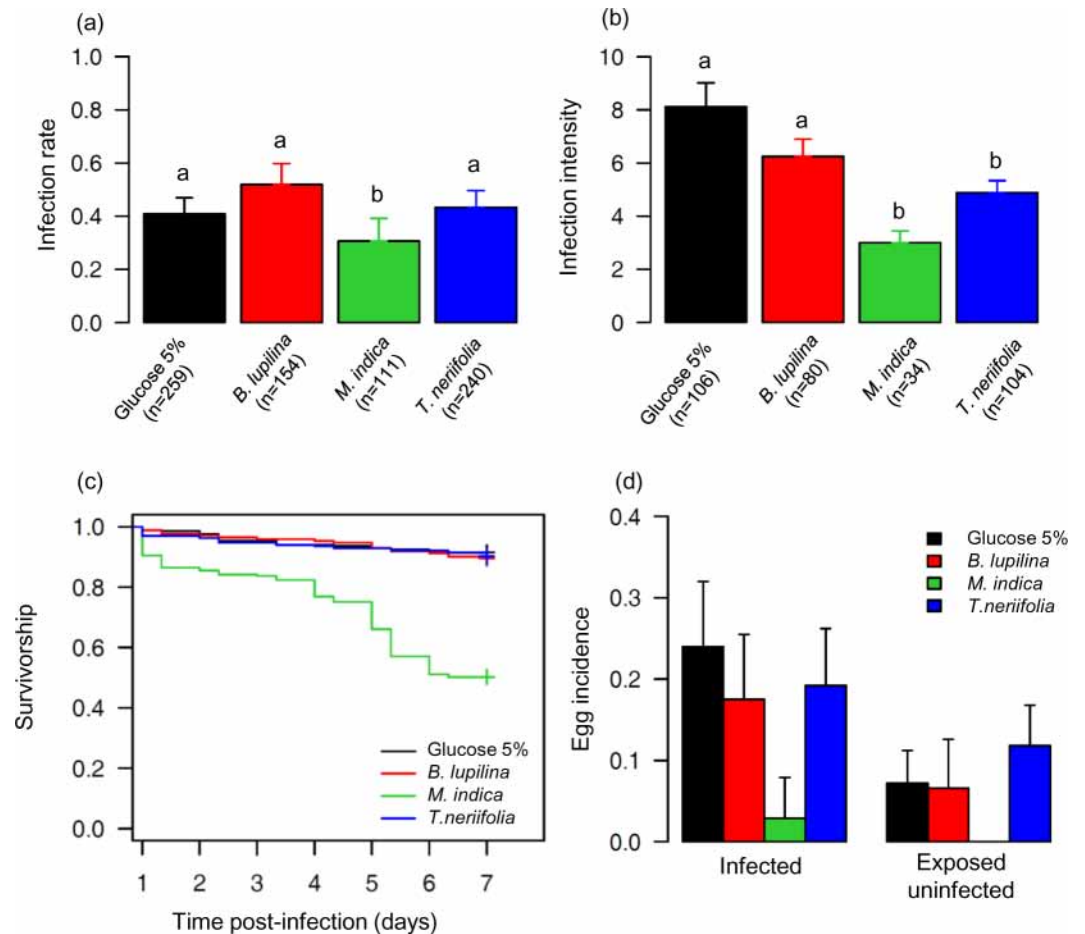 (a)
1.0
0.8
0.6
0.4
0.2
0.0
Infection rate
a
a
b
a
Glucose 5%
(n=259)
B. lupilina
(n=154)
M. indica
(n=111)
T. neriifolia
(n=240)
(b)
10
8
6
4
2
0
Infection intensity
a
a
b
b
Glucose 5%
(n=106)
B. lupilina
(n=80)
M. indica
(n=34)
T. neriifolia
(n=104)
(c)
1.0
0.8
0.6
0.4
0.2
0.0
Survivorship
Glucose 5%
B. lupilina
M. indica
T.neriifolia
1 2 3 4 5 6 7
Time post-infection (days)
(d)
0.4
0.3
0.2
0.1
0.0
Egg incidence
Glucose 5%
B. lupilina
M. indica
T.neriifolia
Infected
Exposed
uninfected